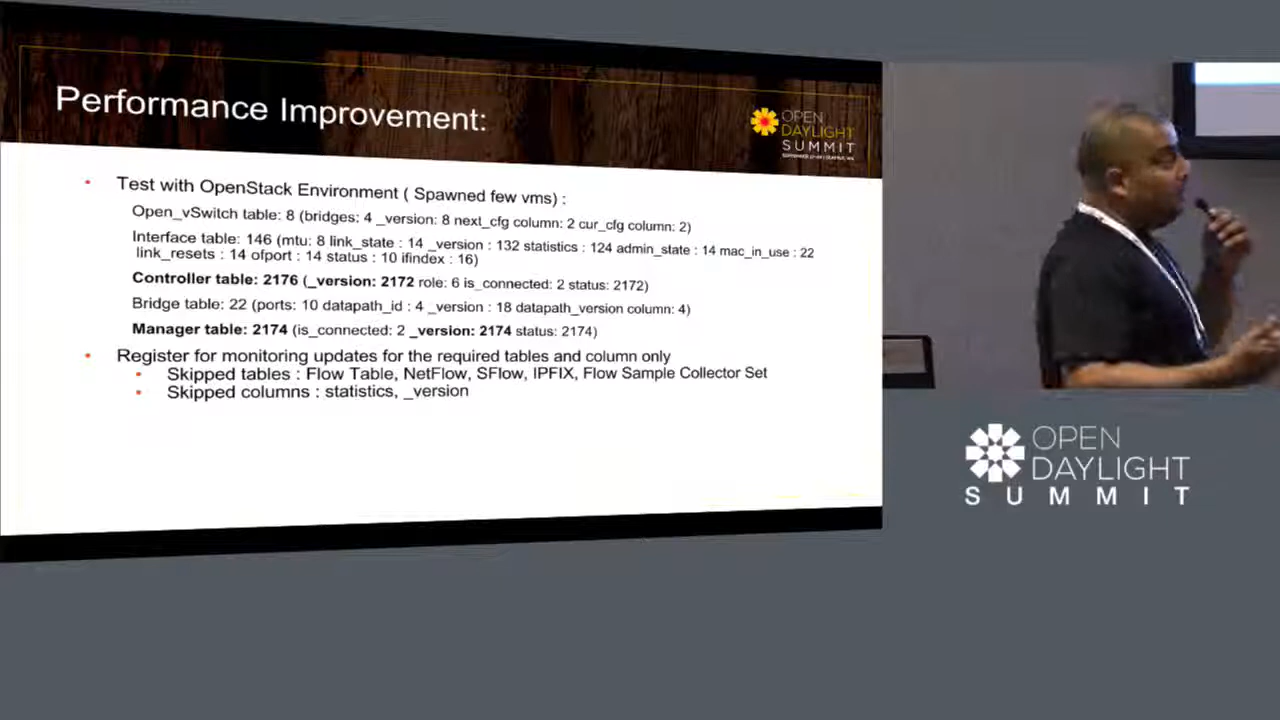 Performance Improvement:
OPEN
DAYLIGHT
SUMMIT
Test with OpenStack Environment ( Spawned few vms) :
Open_vSwitch table: 8 (bridges: 4 _version: 8 next_cfg column: 2 cur_cfg column: 2)
Interface table: 146 (mtu: 8 link_state : 14 _version : 132 statistics : 124 admin_state : 14 mac_in_use : 22
link_resets : 14 ofport : 14 status : 10 ifindex : 16)
Controller table: 2176 (_version: 2172 role: 6 is_connected: 2 status: 2172)
Bridge table: 22 (ports: 10 datapath_id : 4 _version : 18 datapath_version column: 4)
Manager table: 2174 (is_connected: 2 _version: 2174 status: 2174)
Register for monitoring updates for the required tables and column only
Skipped tables : Flow Table, NetFlow, SFlow, IPFIX, Flow Sample Collector Set
Skipped columns : statistics, _version
OPEN
DAYLIGHT
SUMMIT